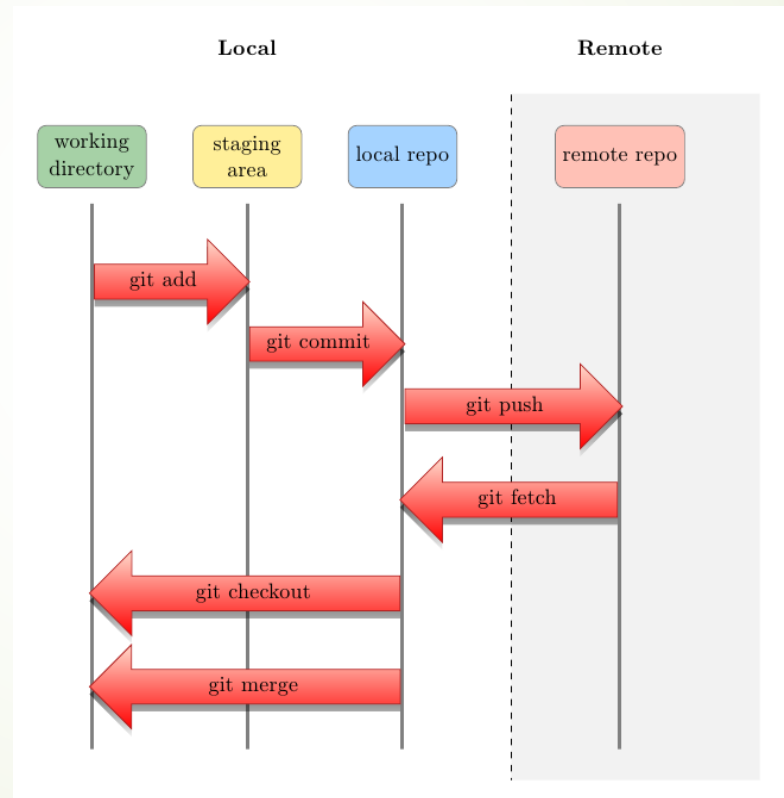 Local
Remote
working
directory
staging
area
local repo
remote repo
git add
git commit
git push
git fetch
git checkout
git merge